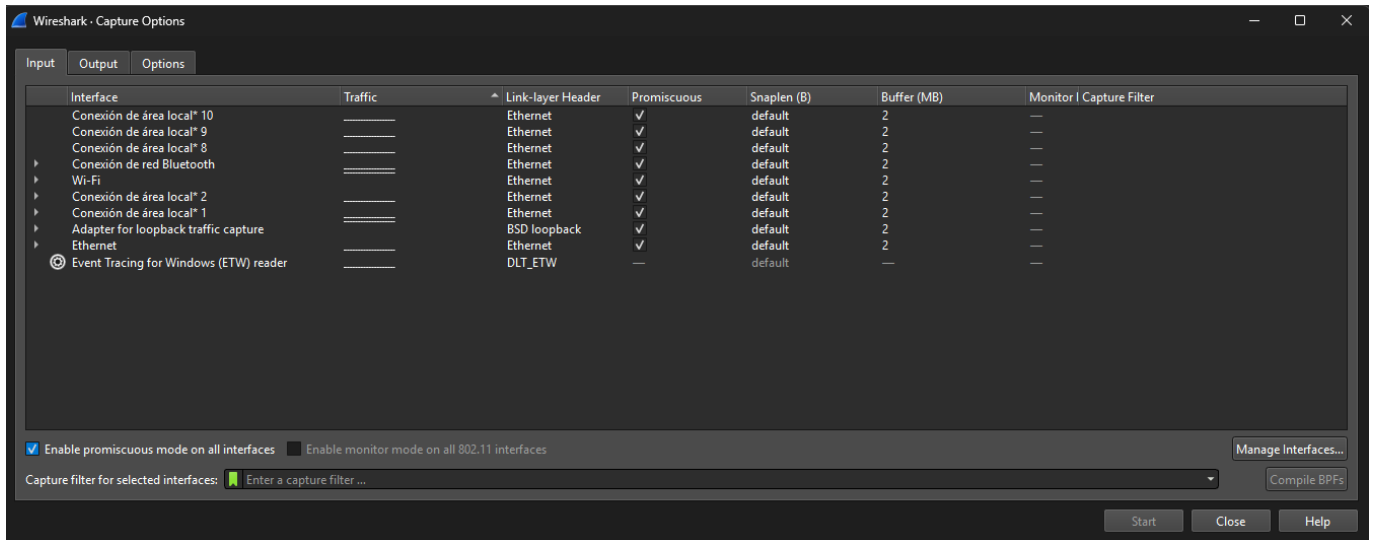 Wireshark · Capture Options
Input Output Options
Interface Traffic Link-layer Header Promiscuous Snaplen (B) Buffer (MB) Monitor l Capture Filter
Conexión de área local* 10 Ethernet default 2 —
Conexión de área local* 9 Ethernet default 2 —
Conexión de área local* 8 Ethernet default 2 —
Conexión de red Bluetooth Ethernet default 2 —
Wi-Fi Ethernet default 2 —
Conexión de área local* 2 Ethernet default 2 —
Conexión de área local* 1 Ethernet default 2 —
Adapter for loopback traffic capture BSD loopback default 2 —
Ethernet Ethernet default 2 —
Event Tracing for Windows (ETW) reader DLT_ETW — default — —
Enable promiscuous mode on all interfaces Enable monitor mode on all 802.11 interfaces Manage Interfaces...
Capture filter for selected interfaces: Enter a capture filter ... Compile BPFs
Start Close Help